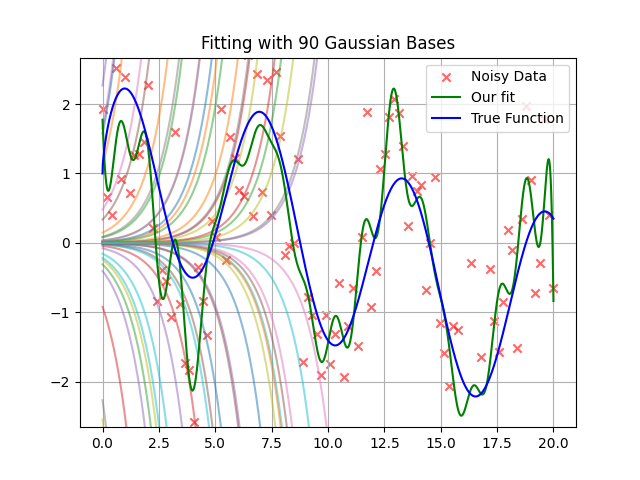 Fitting with 90 Gaussian Bases
Noisy Data
Our fit
True Function
2
1
0
−1
−2
0.0 2.5 5.0 7.5 10.0 12.5 15.0 17.5 20.0